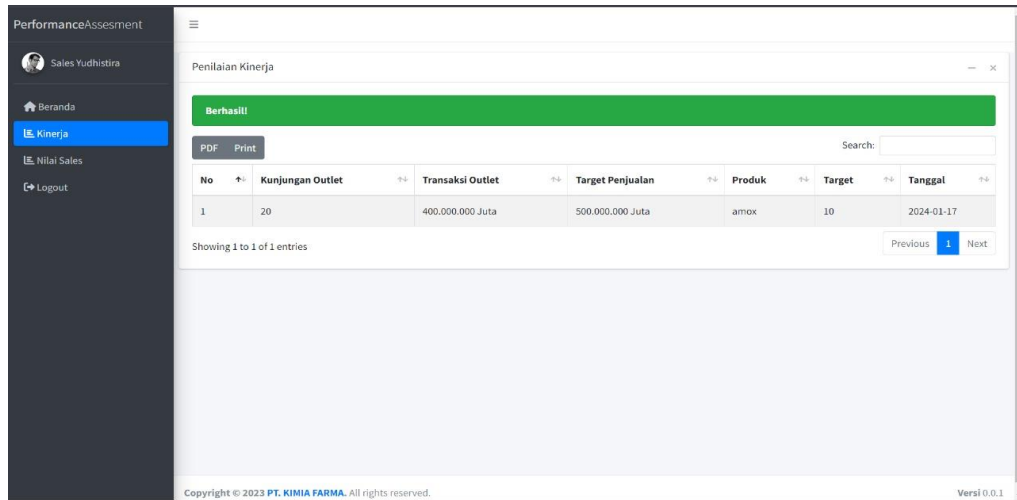 PerformanceAssesment
Sales Yudhistira
Beranda
Kinerja
Nilai Sales
Logout
Penilaian Kinerja
Berhasil!
PDF Print
Search:
No Kunjungan Outlet Transaksi Outlet Target Penjualan Produk Target Tanggal
1 20 400.000.000 Juta 500.000.000 Juta amox 10 2024-01-17
Showing 1 to 1 of 1 entries
Previous 1 Next
Copyright © 2023 PT. KIMIA FARMA. All rights reserved.
Versi 0.0.1